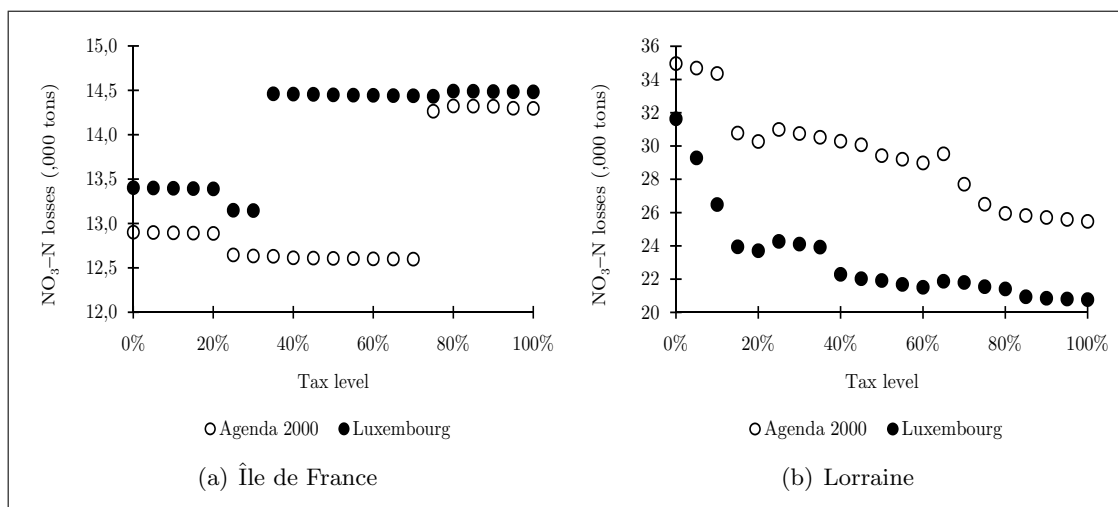 NO₃–N losses (,000 tons)
15,0
14,5
14,0
13,5
13,0
12,5
12,0
0% 20% 40% 60% 80% 100%
Tax level
Agenda 2000 Luxembourg
(a) Île de France
NO₃–N losses (,000 tons)
36
34
32
30
28
26
24
22
20
0% 20% 40% 60% 80% 100%
Tax level
Agenda 2000 Luxembourg
(b) Lorraine